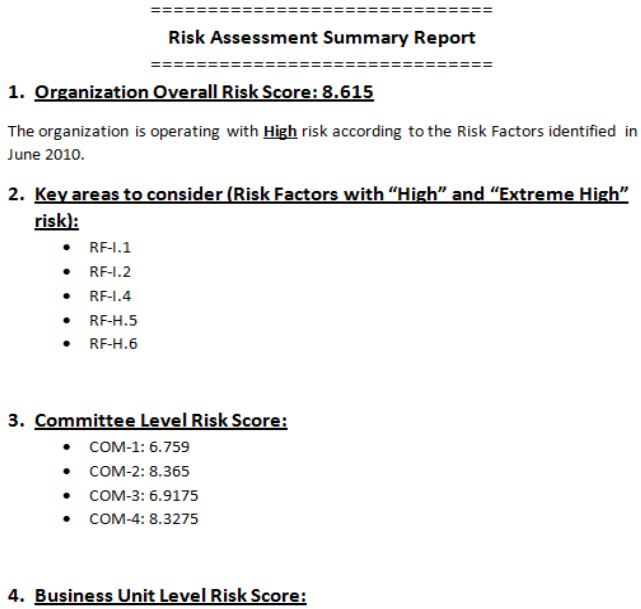 ==============================
Risk Assessment Summary Report
==============================
1. Organization Overall Risk Score: 8.615
The organization is operating with High risk according to the Risk Factors identified in
June 2010.
2. Key areas to consider (Risk Factors with “High” and “Extreme High”
risk):
• RF-I.1
• RF-I.2
• RF-I.4
• RF-H.5
• RF-H.6
3. Committee Level Risk Score:
• COM-1: 6.759
• COM-2: 8.365
• COM-3: 6.9175
• COM-4: 8.3275
4. Business Unit Level Risk Score: